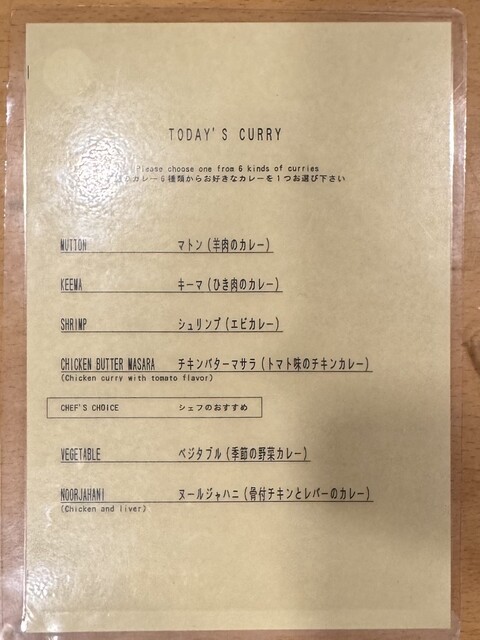 TODAY'S CURRY
Please choose one from 6 kinds of curries
カレー6種類からお好きなカレーを1つお選び下さい
MUTTON マトン(羊肉のカレー)
KEEMA キーマ(ひき肉のカレー)
SHRIMP シュリンプ(エビカレー)
CHICKEN BUTTER MASARA チキンバターマサラ(トマト味のチキンカレー)
(Chicken curry with tomato flavor)
CHEF'S CHOICE シェフのおすすめ
VEGETABLE ベジタブル(季節の野菜カレー)
NOORJAHANI ヌールジャハニ(骨付チキンとレバーのカレー)
(Chicken and liver)